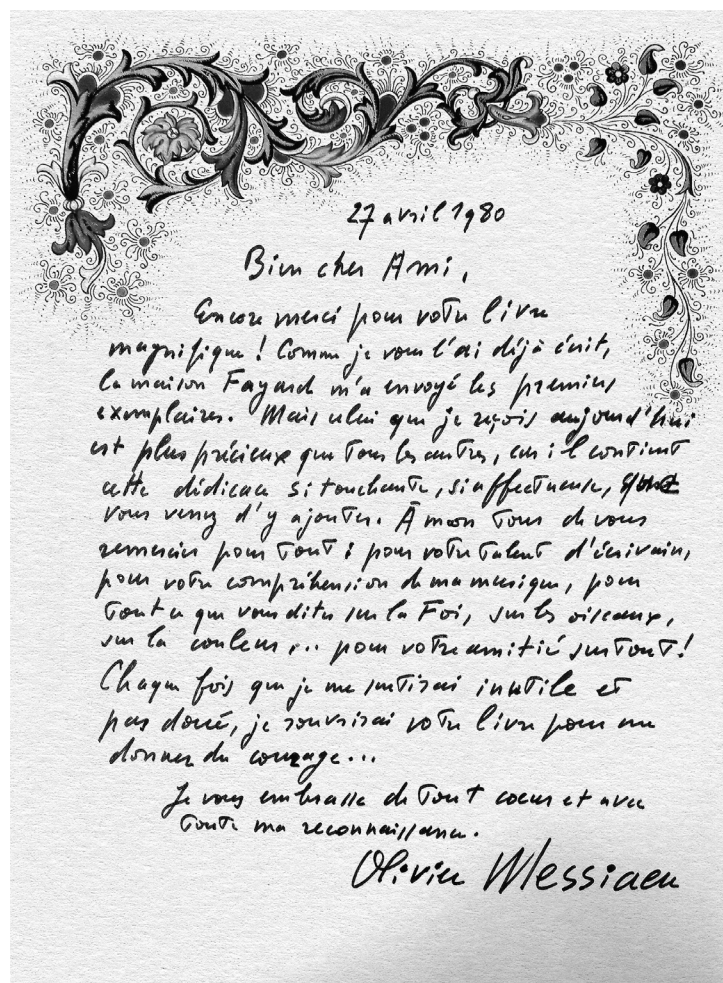 27 avril 1980
Bien cher Ami,
Encore merci pour votre livre
magnifique ! Comme je vous l'ai déjà écrit,
la maison Fayard m'a envoyé les premiers
exemplaires. Mais celui que je reçois aujourd'hui
est plus précieux que tous les autres, car il contient
cette dédicace si touchante, si affectueuse, que
vous venez d'y ajouter. À mon tour de vous
remercier pour tout : pour votre talent d'écrivain,
pour votre compréhension de ma musique, pour
tout ce que vous dites sur la Foi, sur les oiseaux,
sur la couleur, .. pour votre amitié surtout !
Chaque fois que je me sentirai inutile et
pas doué, je rouvrirai votre livre pour me
donner du courage...
Je vous embrasse de tout coeur et avec
toute ma reconnaissance.
Olivier Messiaen